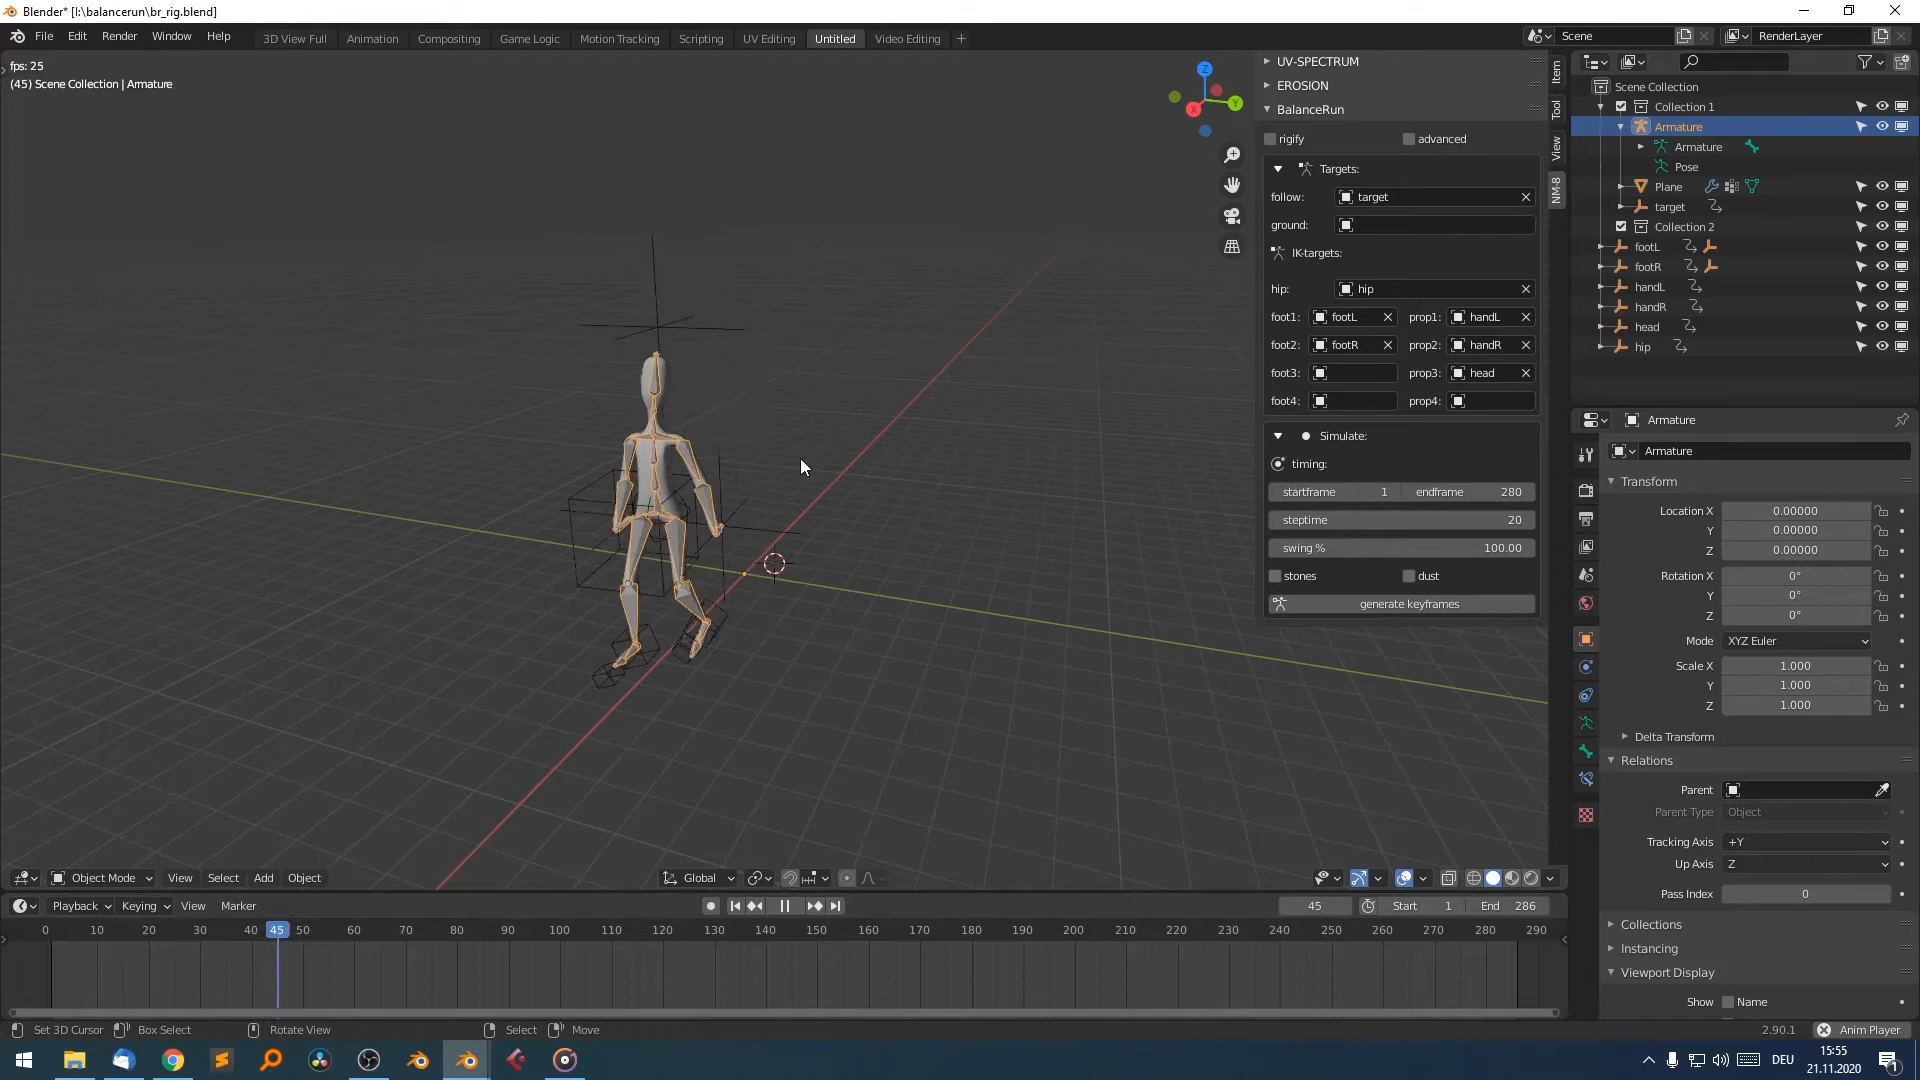 Blender* [I:\balancerun\br_rig.blend]
File Edit Render Window Help 3D View Full Animation Compositing Game Logic Motion Tracking Scripting UV Editing Untitled Video Editing + Scene RenderLayer
fps: 25
(45) Scene Collection | Armature
Z
Y
X
UV-SPECTRUM
EROSION
BalanceRun
rigify advanced
Targets:
follow: target
ground:
IK-targets:
hip: hip
foot1: footL prop1: handL
foot2: footR prop2: handR
foot3: prop3: head
foot4: prop4:
Simulate:
timing:
startframe 1 endframe 280
steptime 20
swing % 100.00
stones dust
generate keyframes
Item
Tool
View
NM-8
Scene Collection
Collection 1
Armature
Armature
Pose
Plane
target
Collection 2
footL
footR
handL
handR
head
hip
Armature
Armature
Transform
Location X 0.00000
Y 0.00000
Z 0.00000
Rotation X 0°
Y 0°
Z 0°
Mode XYZ Euler
Scale X 1.000
Y 1.000
Z 1.000
Delta Transform
Relations
Parent
Parent Type Object
Tracking Axis +Y
Up Axis Z
Pass Index 0
Collections
Instancing
Viewport Display
Show Name
Object Mode View Select Add Object Global
Playback Keying View Marker 45 Start 1 End 286
0 10 20 30 40 45 50 60 70 80 90 100 110 120 130 140 150 160 170 180 190 200 210 220 230 240 250 260 270 280 290
Set 3D Cursor Box Select Rotate View Select Move 2.90.1 Anim Player
DEU 15:55
21.11.2020
1